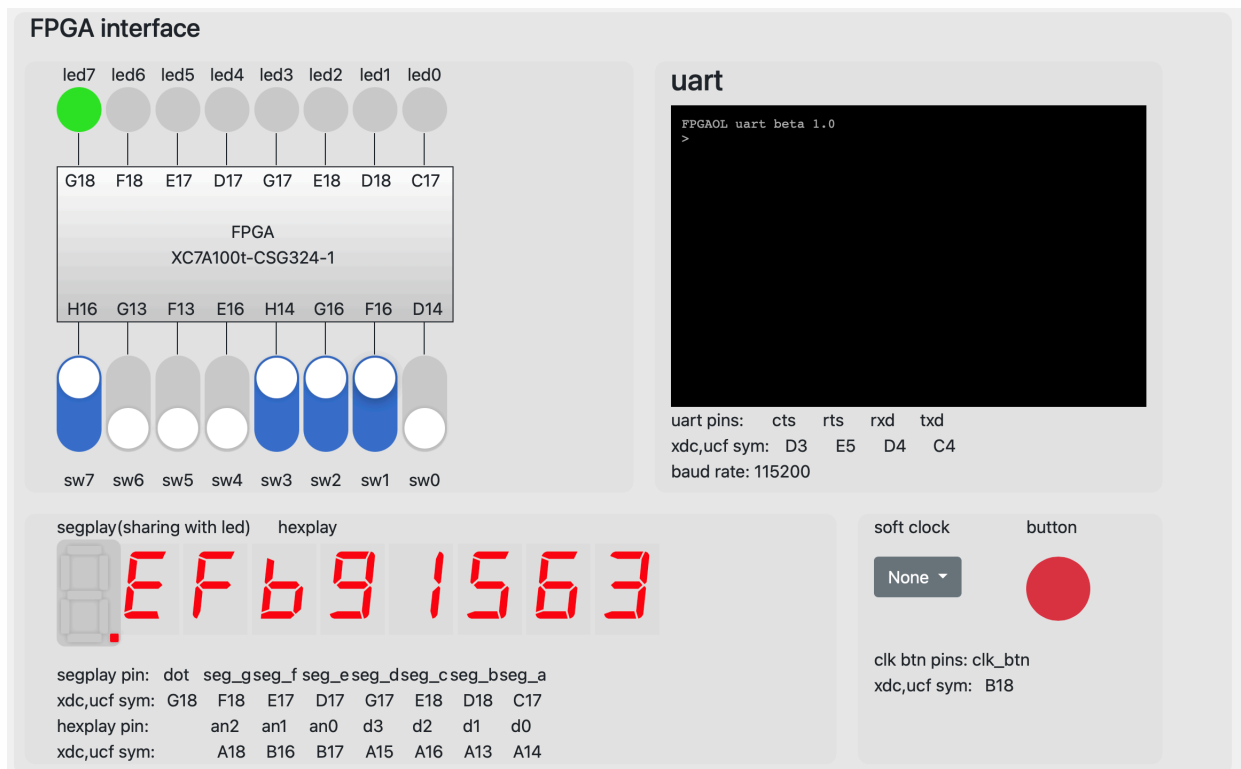 FPGA interface
led7 led6 led5 led4 led3 led2 led1 led0
G18 F18 E17 D17 G17 E18 D18 C17
FPGA
XC7A100t-CSG324-1
H16 G13 F13 E16 H14 G16 F16 D14
sw7 sw6 sw5 sw4 sw3 sw2 sw1 sw0
uart
FPGAOL uart beta 1.0
>
uart pins: cts rts rxd txd
xdc,ucf sym: D3 E5 D4 C4
baud rate: 115200
segplay(sharing with led) hexplay
EFb91563
segplay pin: dot seg_g seg_f seg_e seg_d seg_c seg_b seg_a
xdc,ucf sym: G18 F18 E17 D17 G17 E18 D18 C17
hexplay pin: an2 an1 an0 d3 d2 d1 d0
xdc,ucf sym: A18 B16 B17 A15 A16 A13 A14
soft clock button
None
clk btn pins: clk_btn
xdc,ucf sym: B18